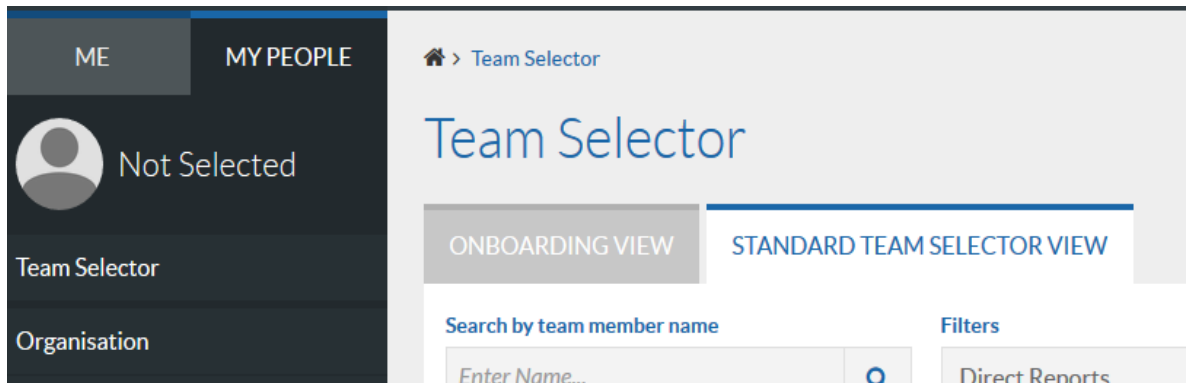 ME
MY PEOPLE
Not Selected
Team Selector
Organisation
> Team Selector
Team Selector
ONBOARDING VIEW
STANDARD TEAM SELECTOR VIEW
Search by team member name
Enter Name...
Filters
Direct Reports